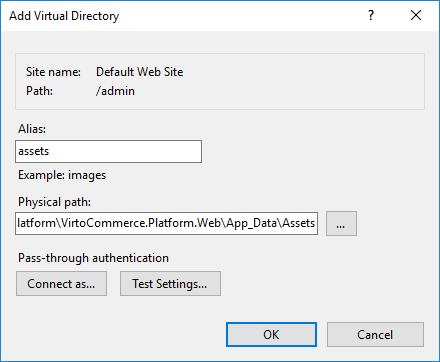 Add Virtual Directory
Site name: Default Web Site
Path: /admin
Alias:
assets
Example: images
Physical path:
latform\VirtoCommerce.Platform.Web\App_Data\Assets
...
Pass-through authentication
Connect as... Test Settings...
OK Cancel